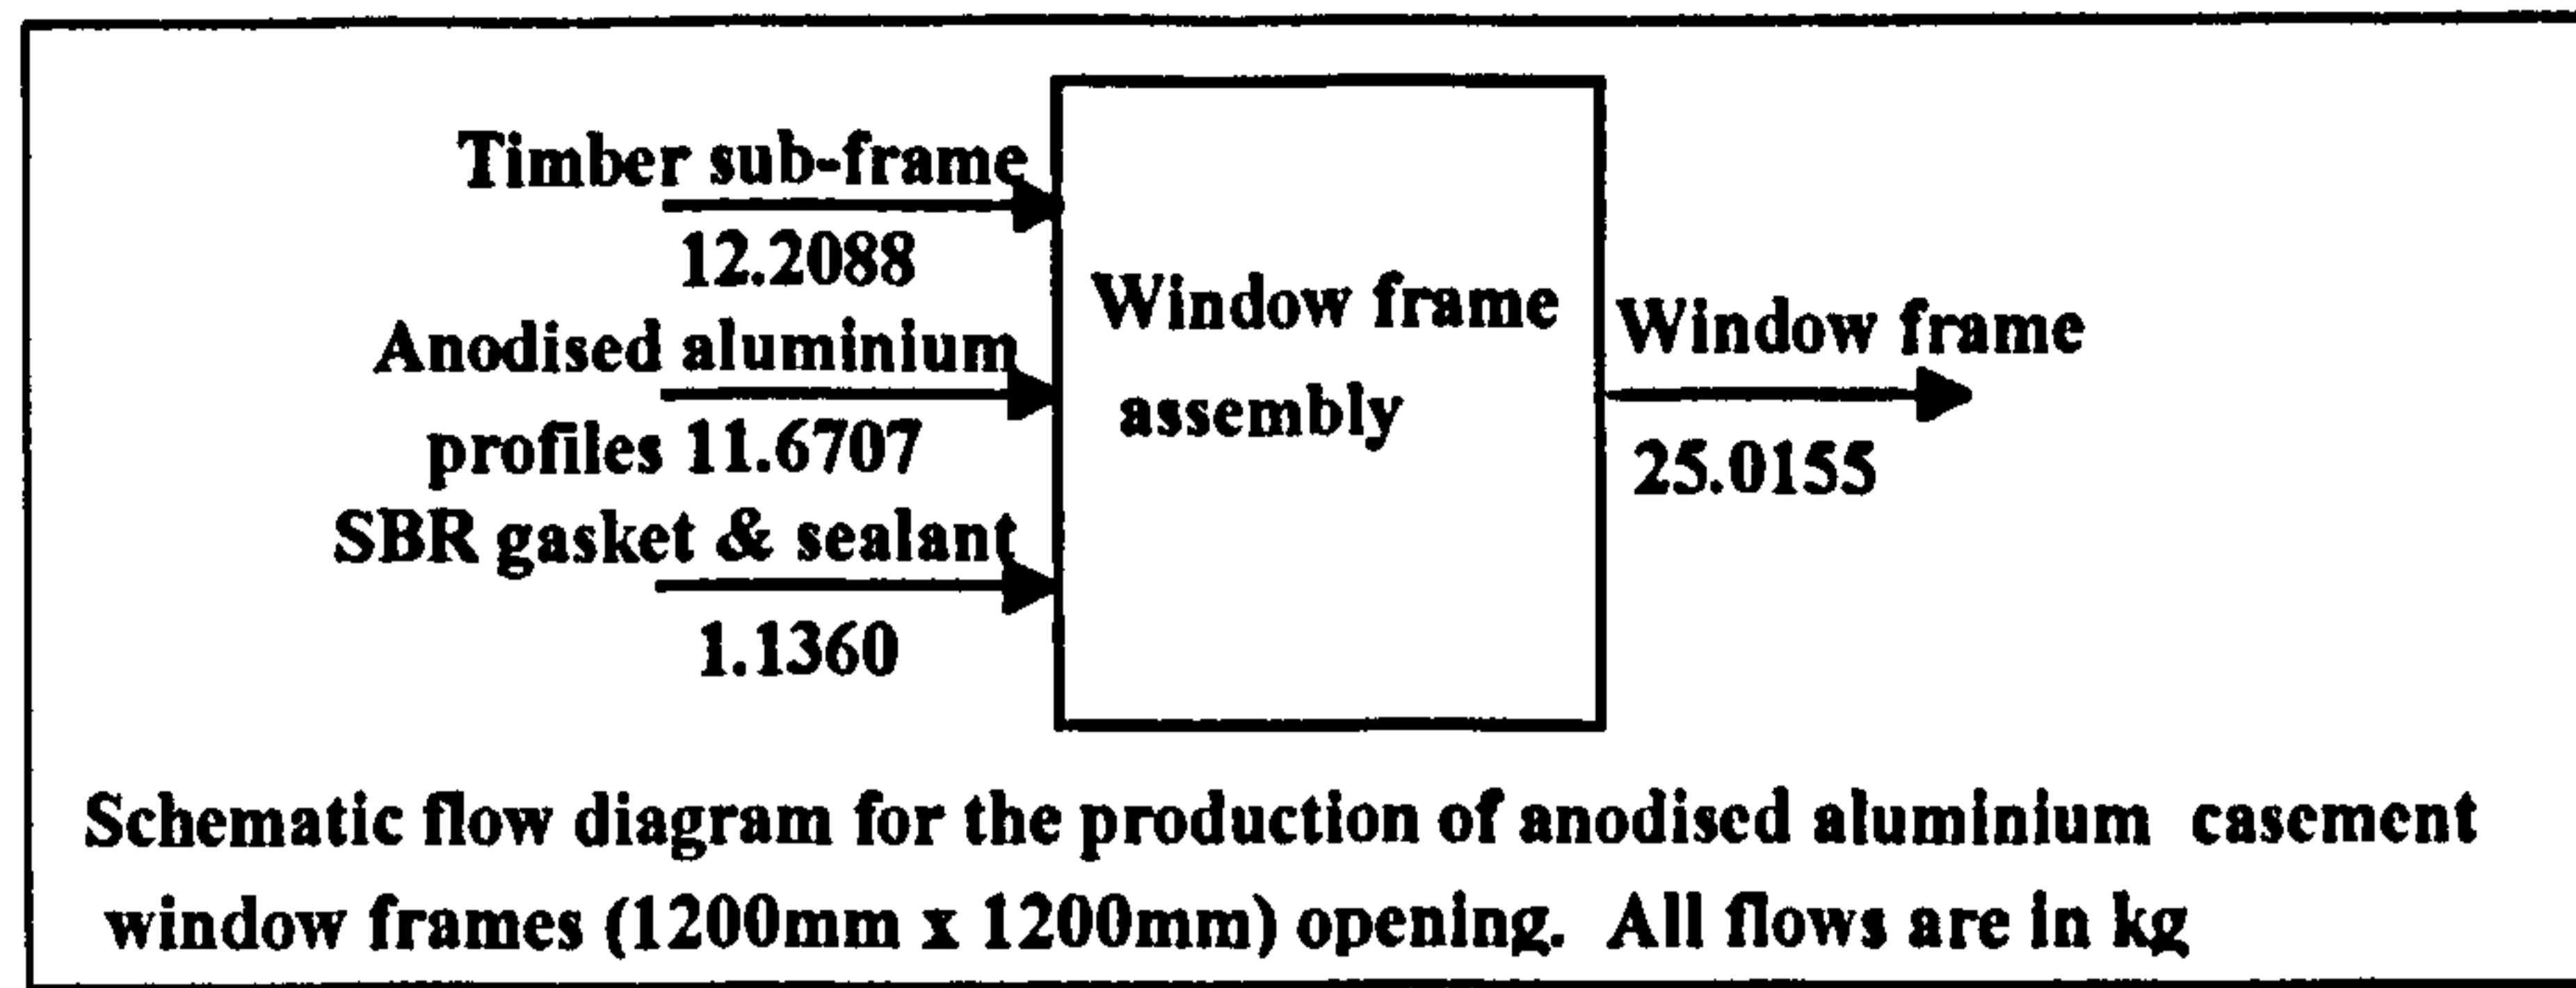 Timber sub-frame
12.2088
Anodised aluminium
profiles 11.6707
SBR gasket & sealant
1.1360
Window frame
assembly
Window frame
25.0155
Schematic flow diagram for the production of anodised aluminium casement
window frames (1200mm x 1200mm) opening. All flows are in kg